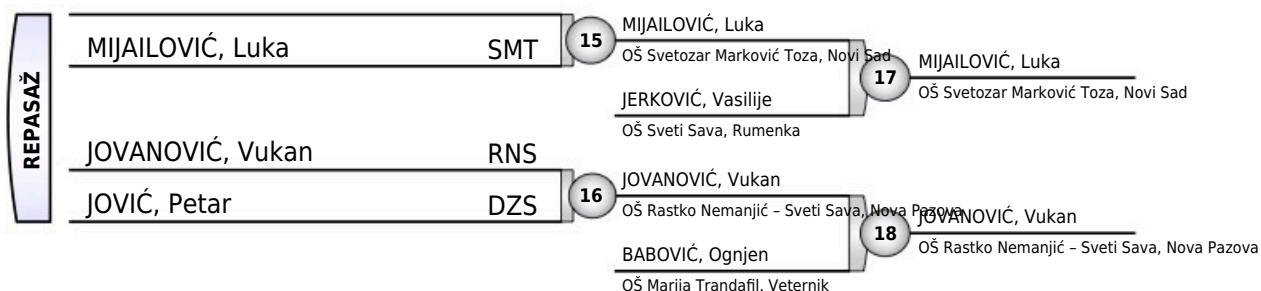 REPASAŽ
MIJAILOVIĆ, Luka SMT
JOVANOVIĆ, Vukan RNS
JOVIĆ, Petar DZS
15
16
MIJAILOVIĆ, Luka
OŠ Svetozar Marković Toza, Novi Sad
JERKOVIĆ, Vasilije
OŠ Sveti Sava, Rumenka
JOVANOVIĆ, Vukan
OŠ Rastko Nemanjić – Sveti Sava, Nova Pazova
BABOVIĆ, Ognjen
OŠ Marija Trandafil, Veternik
17
18
MIJAILOVIĆ, Luka
OŠ Svetozar Marković Toza, Novi Sad
JOVANOVIĆ, Vukan
OŠ Rastko Nemanjić – Sveti Sava, Nova Pazova